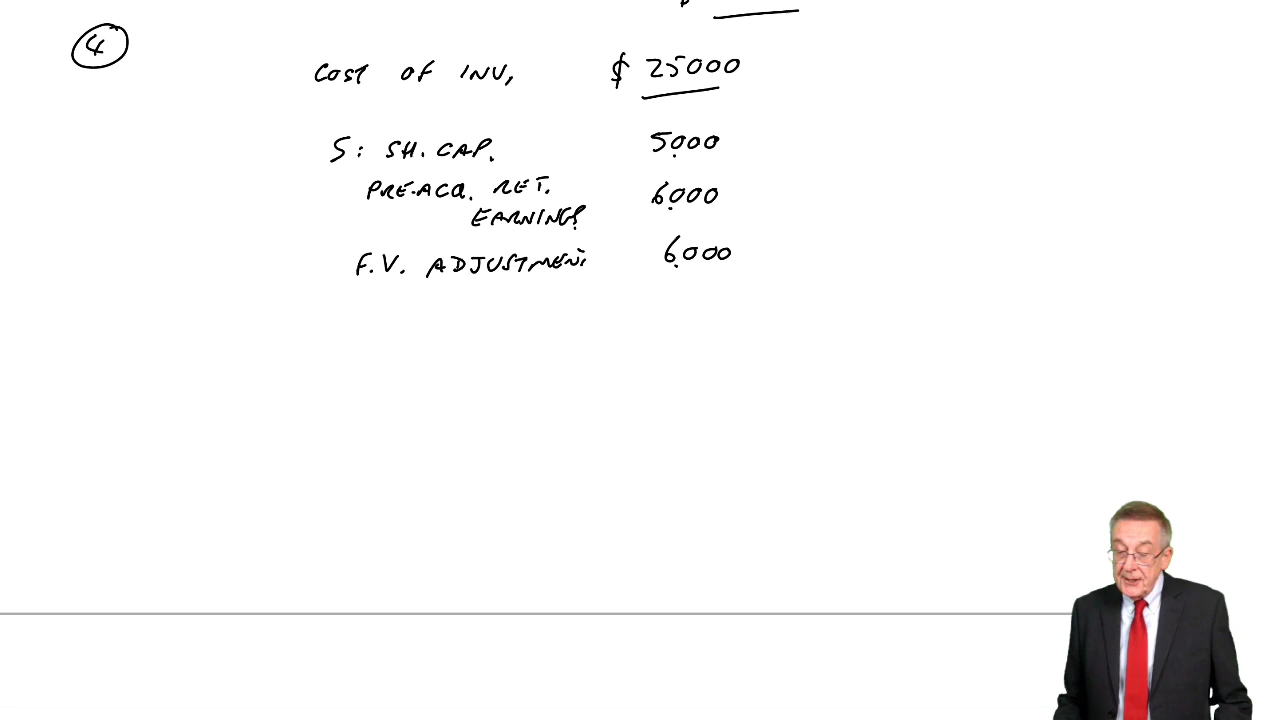 4
COST OF INV, $ 25000
S: SH. CAP. 5000
PRE-ACQ. RET. EARNINGS 6000
F.V. ADJUSTMENT 6000